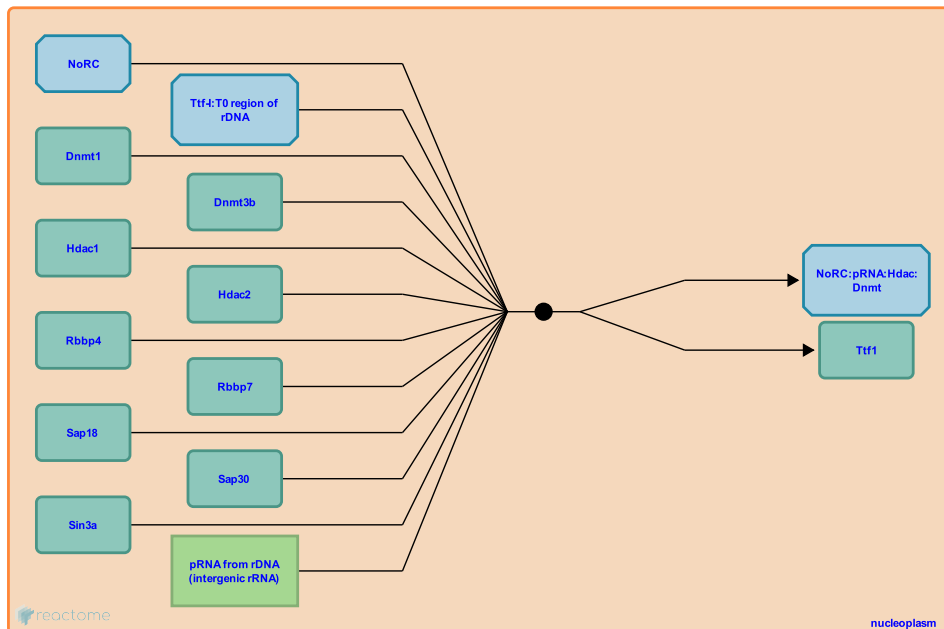 NoRC
Ttf-I:T0 region of
rDNA
Dnmt1
Dnmt3b
Hdac1
Hdac2
Rbbp4
Rbbp7
Sap18
Sap30
Sin3a
pRNA from rDNA
(intergenic rRNA)
NoRC:pRNA:Hdac:
Dnmt
Ttf1
reactome
nucleoplasm